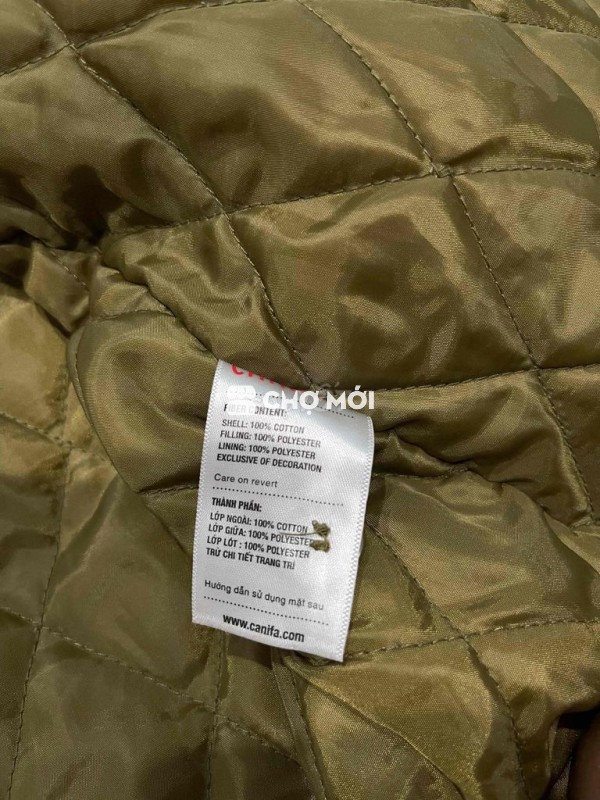 CHỢ MỚI
FIBER CONTENT:
SHELL: 100% COTTON
FILLING: 100% POLYESTER
LINING: 100% POLYESTER
EXCLUSIVE OF DECORATION
Care on revert
THÀNH PHẦN:
LỚP NGOÀI: 100% COTTON
LỚP GIỮA: 100% POLYESTER
LỚP LÓT : 100% POLYESTER
TRỪ CHI TIẾT TRANG TRÍ
Hướng dẫn sử dụng mặt sau
www.canifa.com